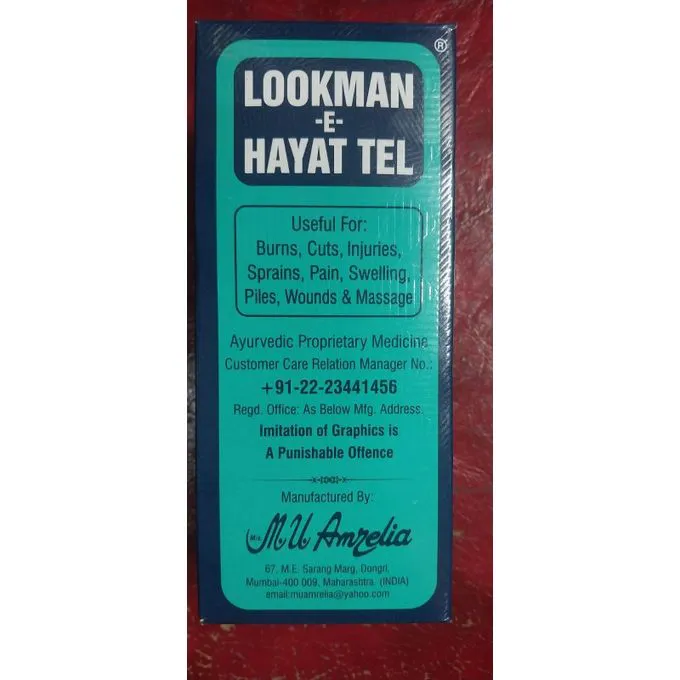 ®
LOOKMAN
-E-
HAYAT TEL
Useful For:
Burns, Cuts, Injuries,
Sprains, Pain, Swelling,
Piles, Wounds & Massage
Ayurvedic Proprietary Medicine
Customer Care Relation Manager No.:
+91-22-23441456
Regd. Office: As Below Mfg. Address.
Imitation of Graphics is
A Punishable Offence
Manufactured By:
M/s. M.U. Amrelia
67, M.E. Sarang Marg, Dongri,
Mumbai-400 009, Maharashtra. (INDIA)
email:muamrelia@yahoo.com